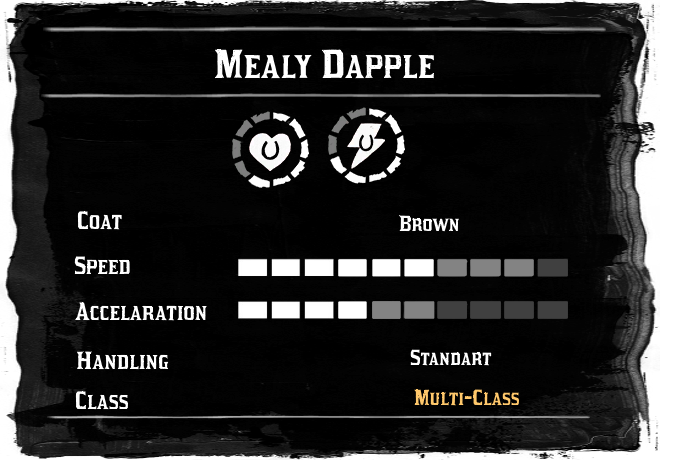 Mealy Dapple
Coat Brown
Speed
Accelaration
Handling Standart
Class Multi-Class